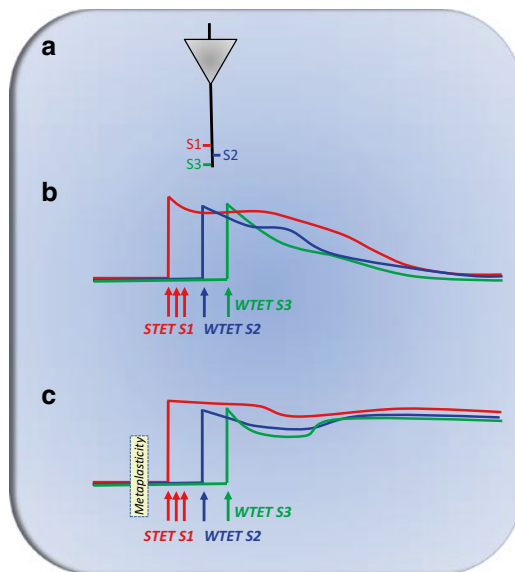 a
S1
S2
S3
b
STET S1 WTET S2 WTET S3
c
Metaplasticity
STET S1 WTET S2 WTET S3